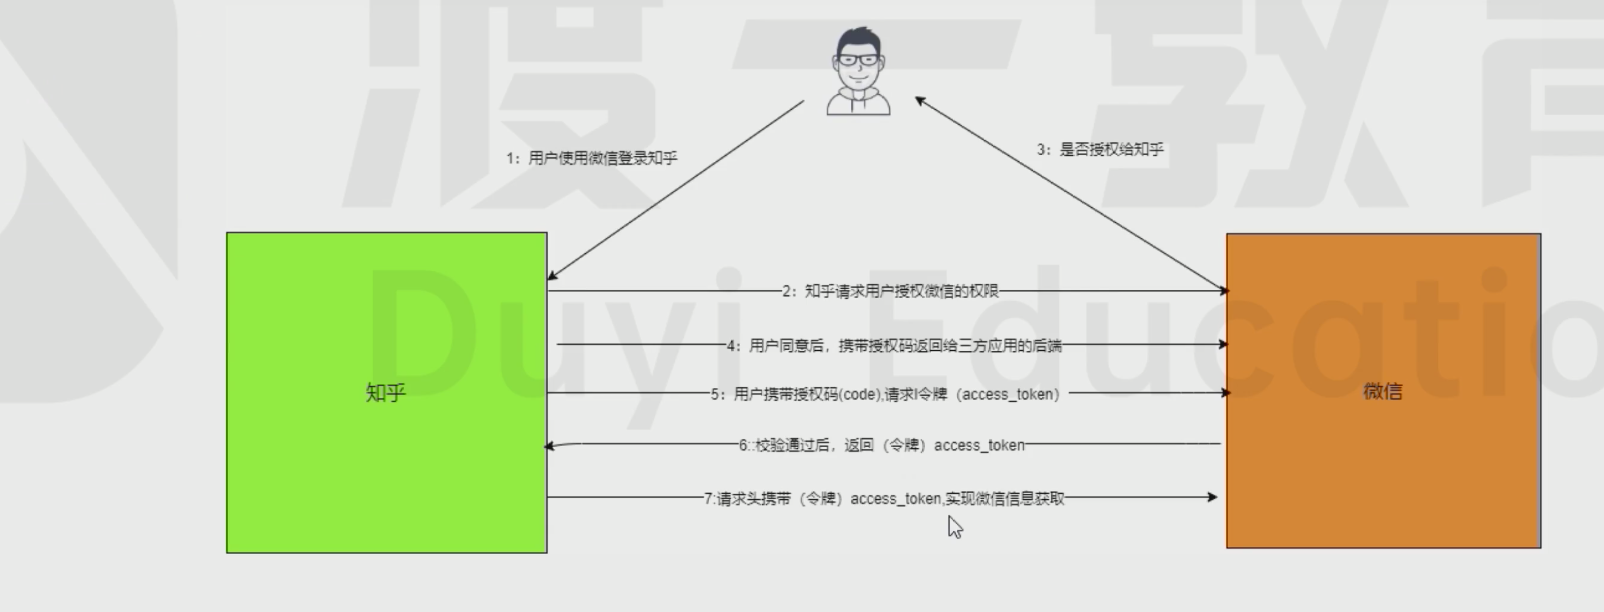 渡一教育
1：用户使用微信登录知乎
3：是否授权给知乎
2：知乎请求用户授权微信的权限
Duyi Educatio
4：用户同意后，携带授权码返回给三方应用的后端
知乎
5：用户携带授权码(code),请求l令牌（access_token）
微信
6::校验通过后，返回（令牌）access_token
7:请求头携带（令牌）access_token,实现微信信息获取